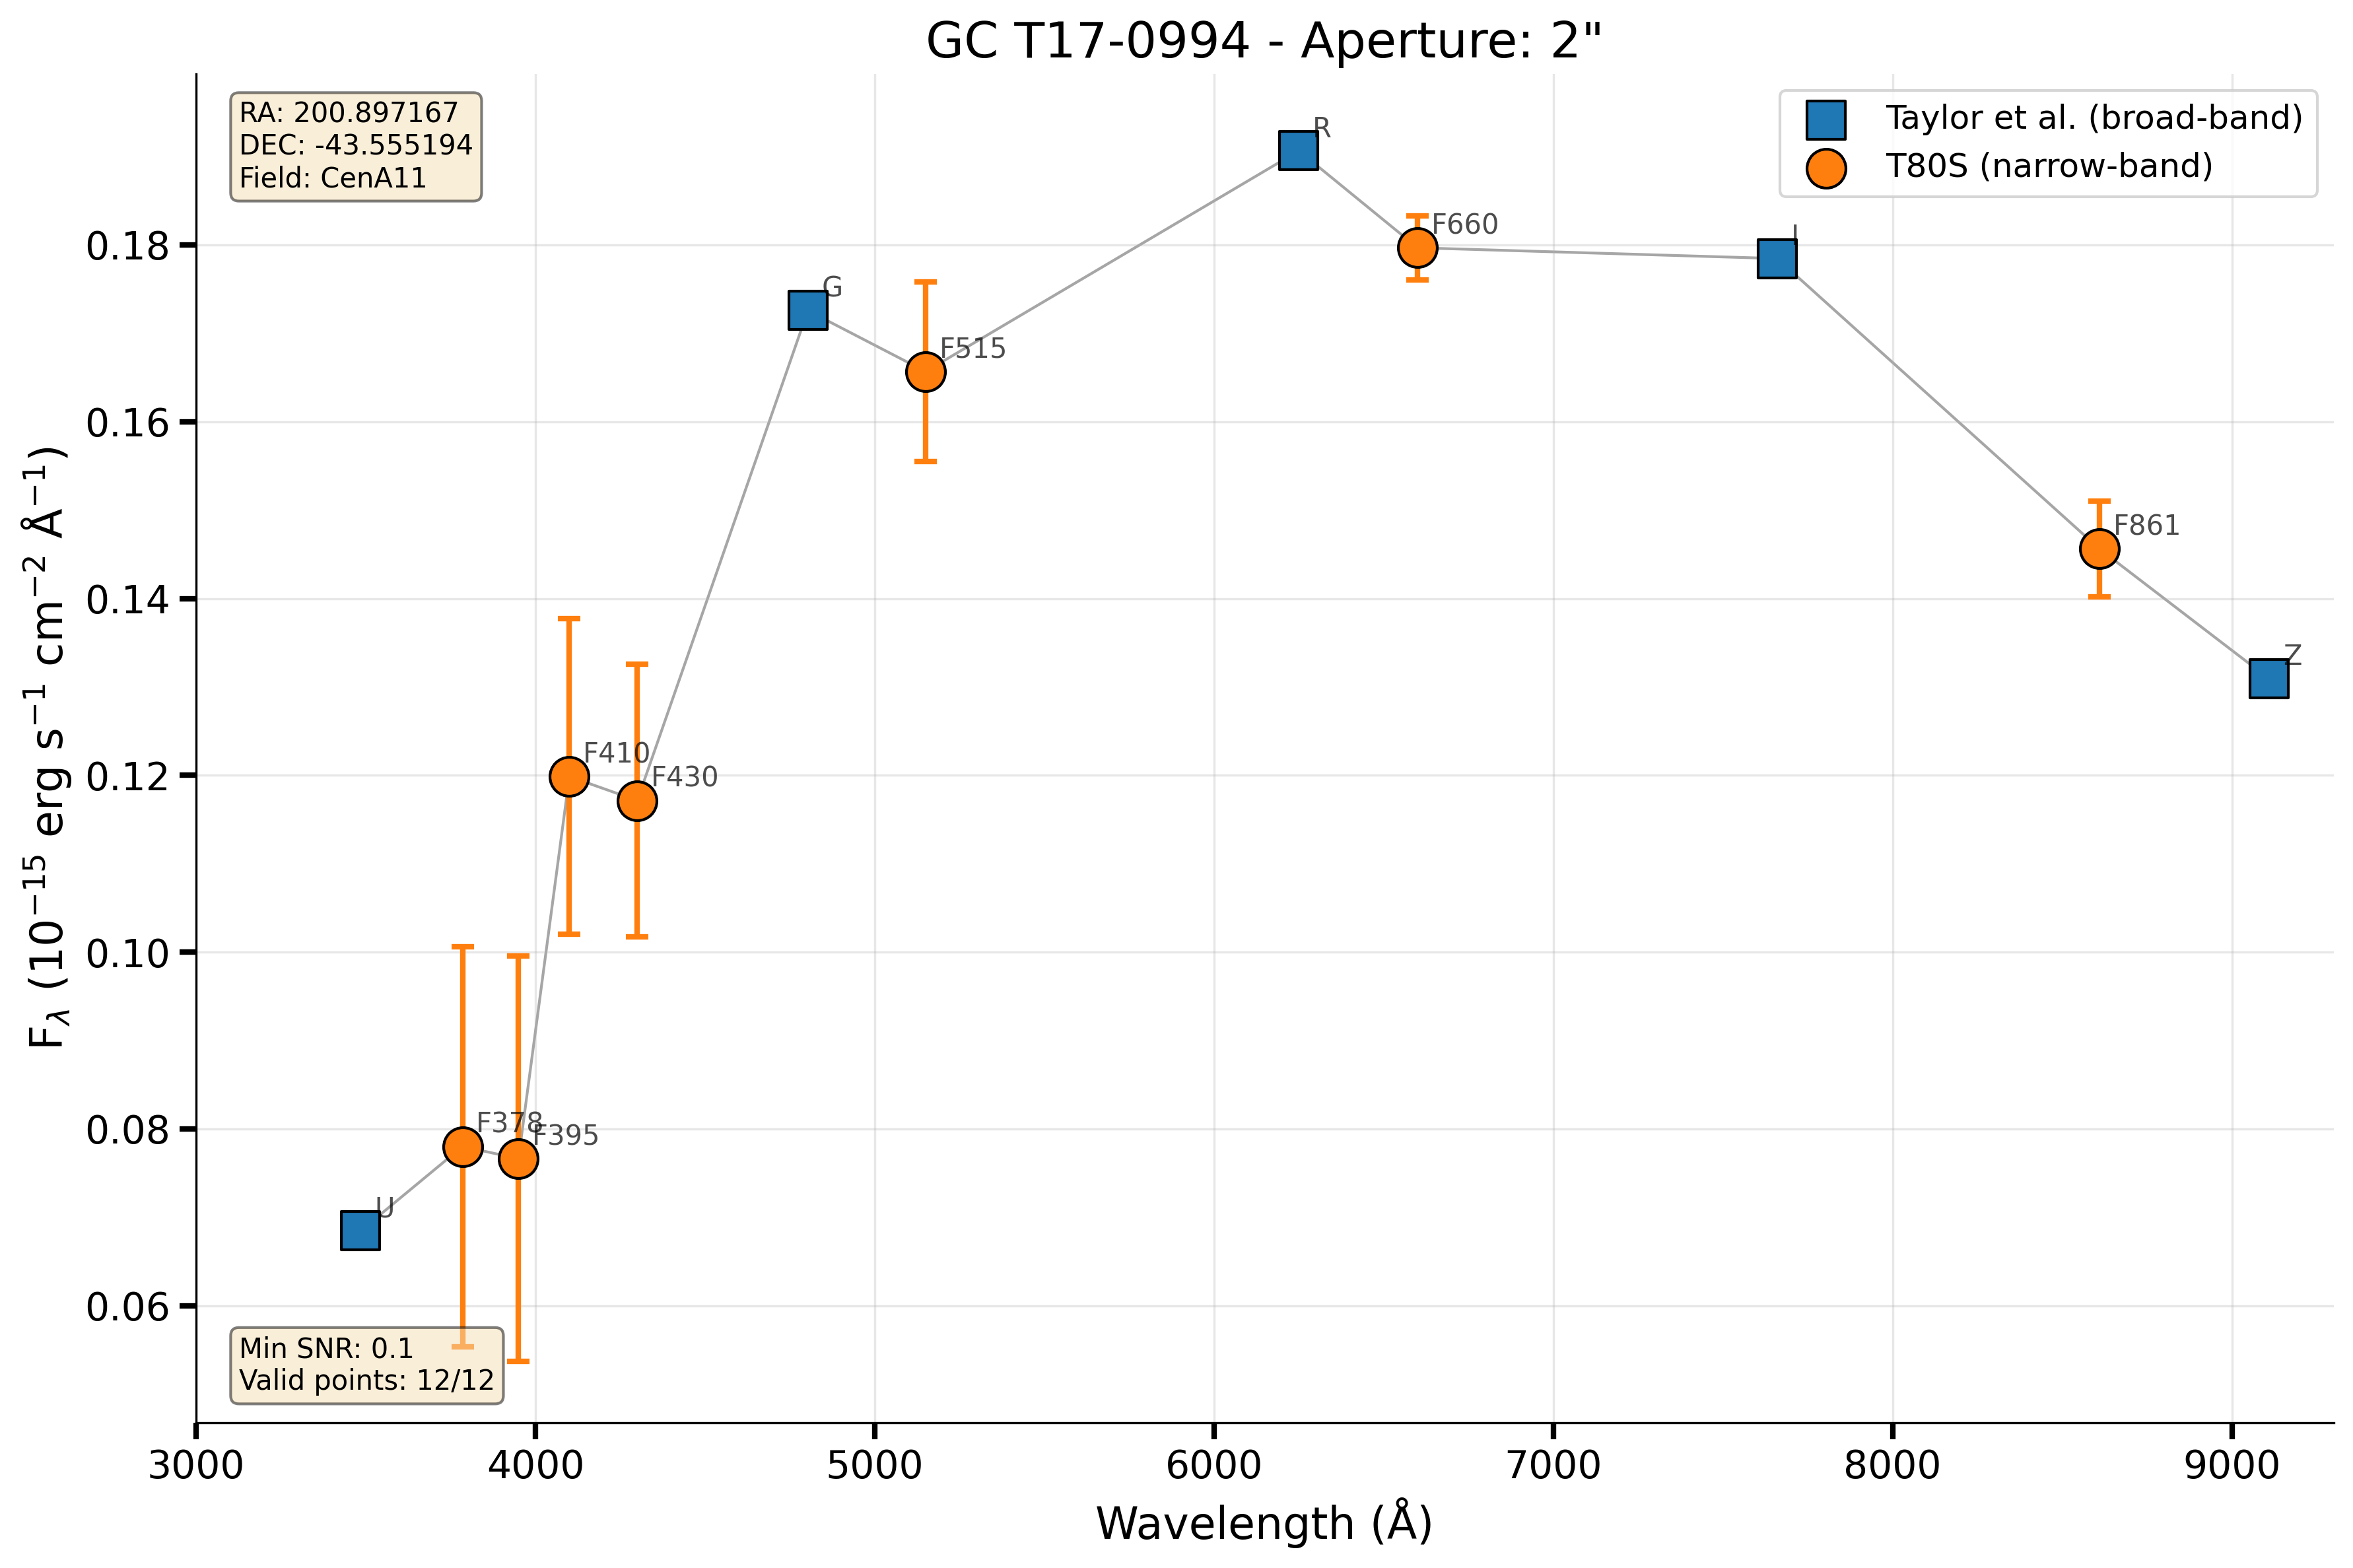 GC T17-0994 - Aperture: 2"
RA: 200.897167
DEC: -43.555194
Field: CenA11
Taylor et al. (broad-band)
T80S (narrow-band)
R
F660
I
G
F515
F861
Z
F410
F430
F378
F395
U
Min SNR: 0.1
Valid points: 12/12
0.18
0.16
0.14
0.12
0.10
0.08
0.06
F_λ (10⁻¹⁵ erg s⁻¹ cm⁻² Å⁻¹)
3000 4000 5000 6000 7000 8000 9000
Wavelength (Å)